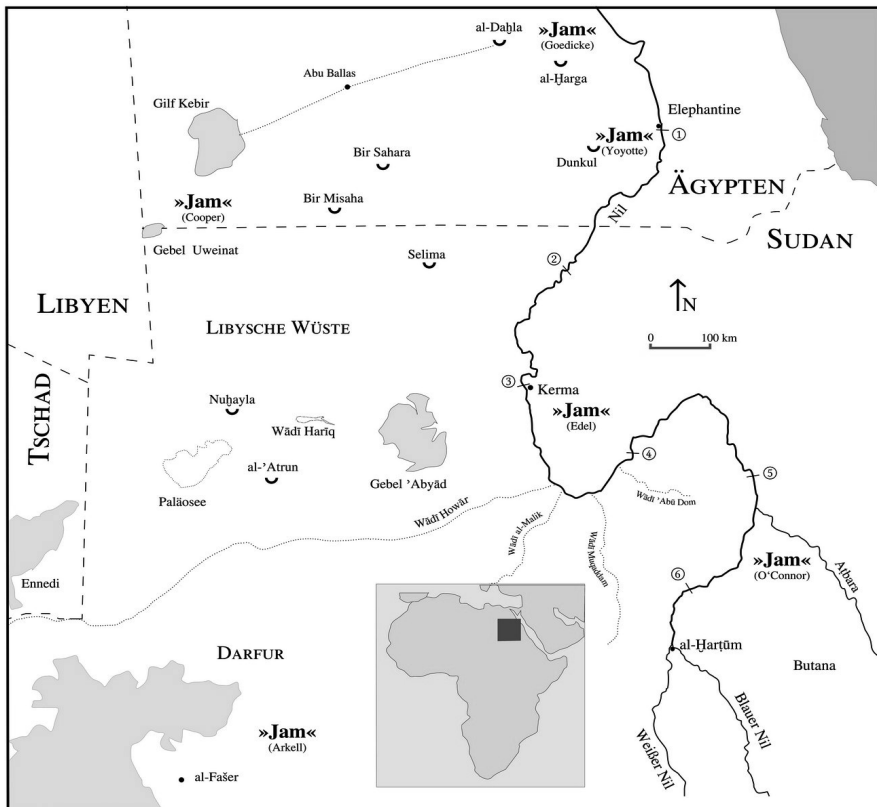 al-Daḫla
»Jam«
(Goedicke)
al-Ḫarga
Abu Ballas
Gilf Kebir
Elephantine
①
»Jam«
(Yoyotte)
Dunkul
Bir Sahara
ÄGYPTEN
»Jam«
(Cooper)
Bir Misaha
Nil
SUDAN
Gebel Uweinat
Selima
②
LIBYEN
N
LIBYSCHE WÜSTE
0 100 km
TSCHAD
③
Kerma
Nuḫayla
»Jam«
(Edel)
Wādī Harīq
④
al-’Atrun
Gebel ’Abyāḍ
⑤
Paläosee
Wādī ’Abū Dom
Wādī Howār
Wādī al-Malik
Wādī Muqaddam
»Jam«
(O‘Connor)
Atbara
Ennedi
⑥
DARFUR
al-Ḫarṭūm
Butana
»Jam«
(Arkell)
Blauer Nil
Weißer Nil
al-Fašer